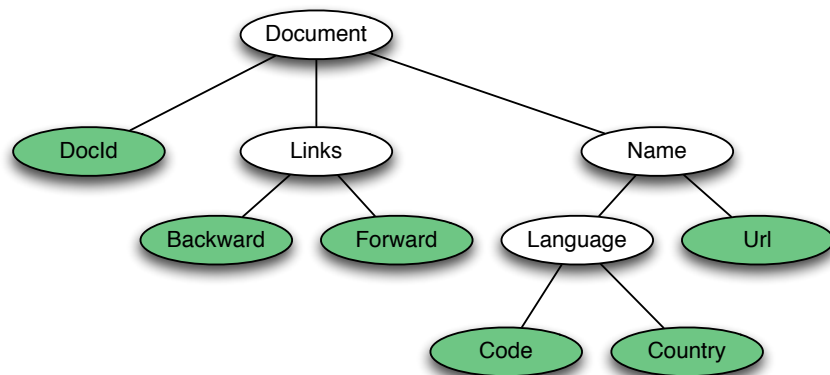 Document
DocId
Links
Name
Backward
Forward
Language
Url
Code
Country